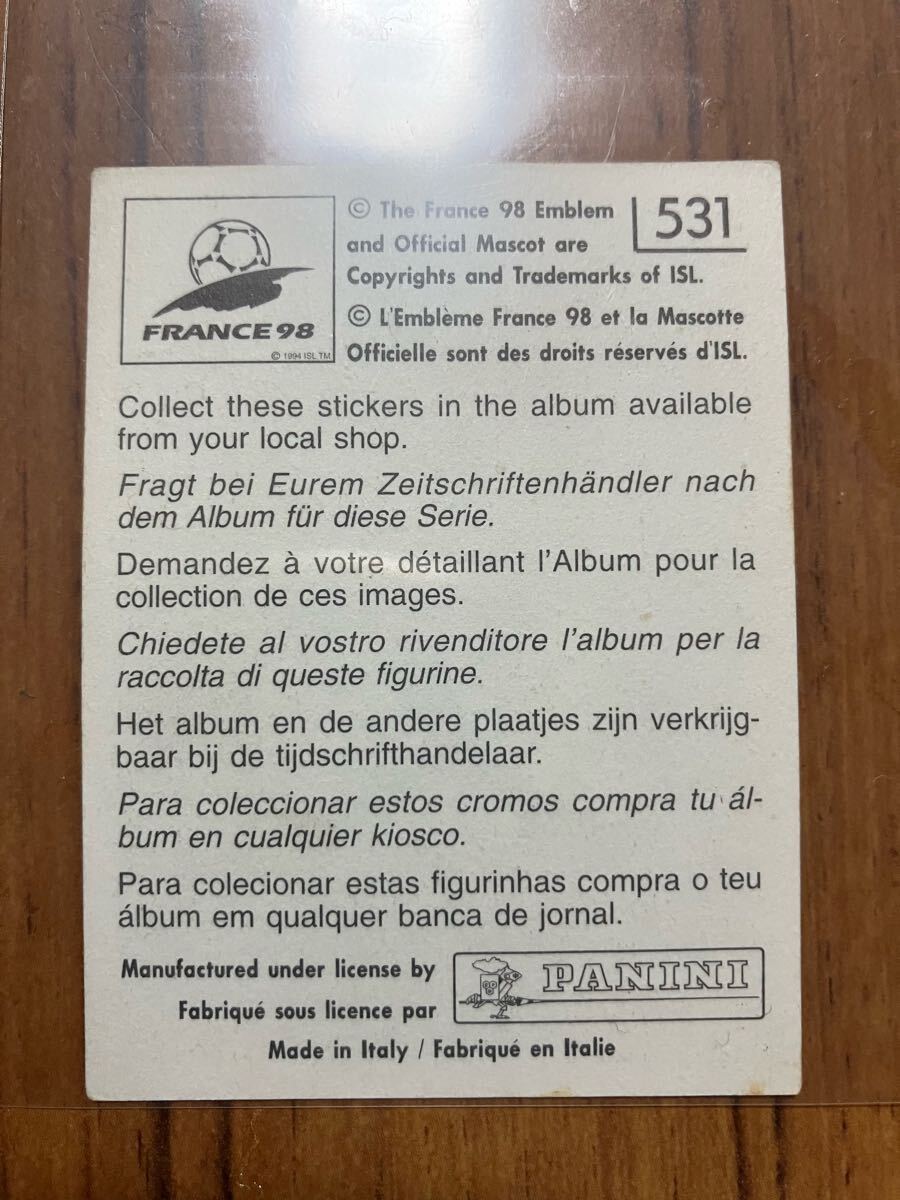 FRANCE 98
© 1994 ISL TM
© The France 98 Emblem
and Official Mascot are
Copyrights and Trademarks of ISL.
531
© L'Emblème France 98 et la Mascotte
Officielle sont des droits réservés d'ISL.
Collect these stickers in the album available
from your local shop.
Fragt bei Eurem Zeitschriftenhändler nach
dem Album für diese Serie.
Demandez à votre détaillant l'Album pour la
collection de ces images.
Chiedete al vostro rivenditore l'album per la
raccolta di queste figurine.
Het album en de andere plaatjes zijn verkrijg-
baar bij de tijdschrifthandelaar.
Para coleccionar estos cromos compra tu ál-
bum en cualquier kiosco.
Para colecionar estas figurinhas compra o teu
álbum em qualquer banca de jornal.
Manufactured under license by
Fabriqué sous licence par
PANINI
Made in Italy / Fabriqué en Italie